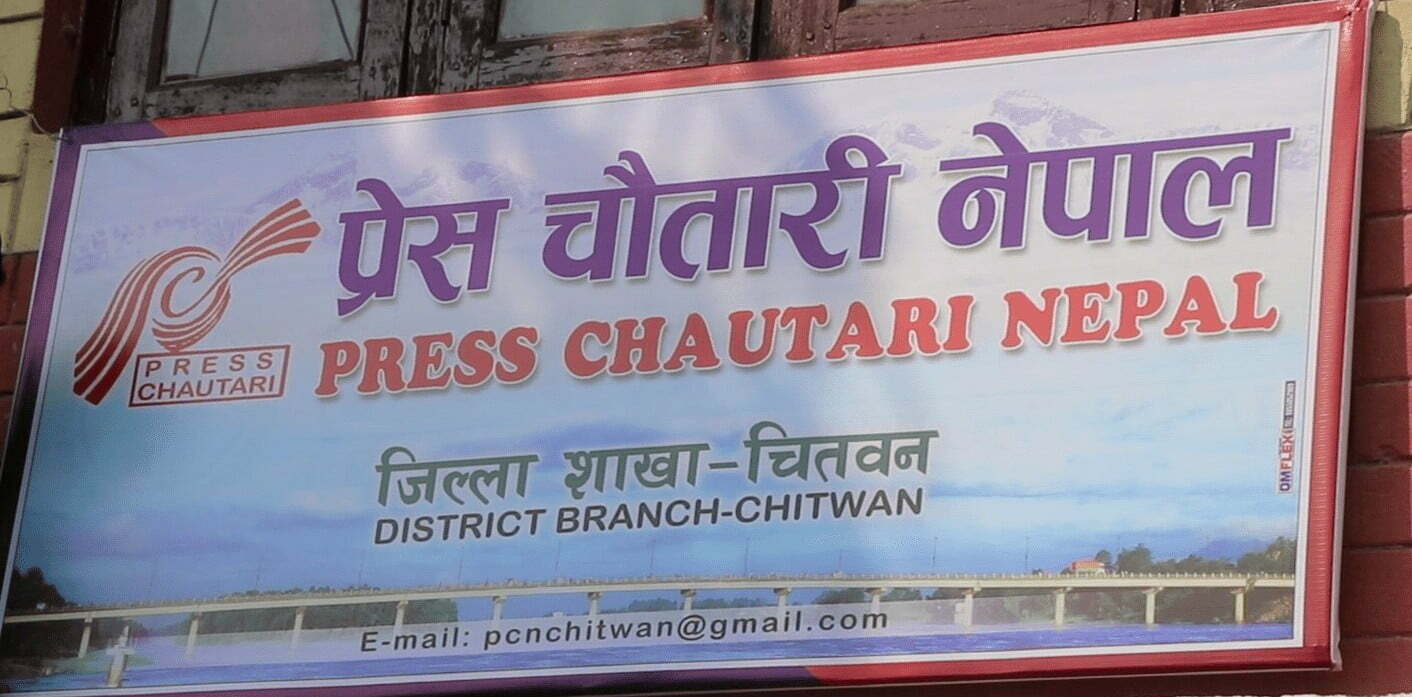 प्रेस चौतारी नेपाल
PRESS CHAUTARI NEPAL
PRESS
CHAUTARI
जिल्ला शाखा-चितवन
DISTRICT BRANCH-CHITWAN
E-mail: pcnchitwan@gmail.com
OMFLEX